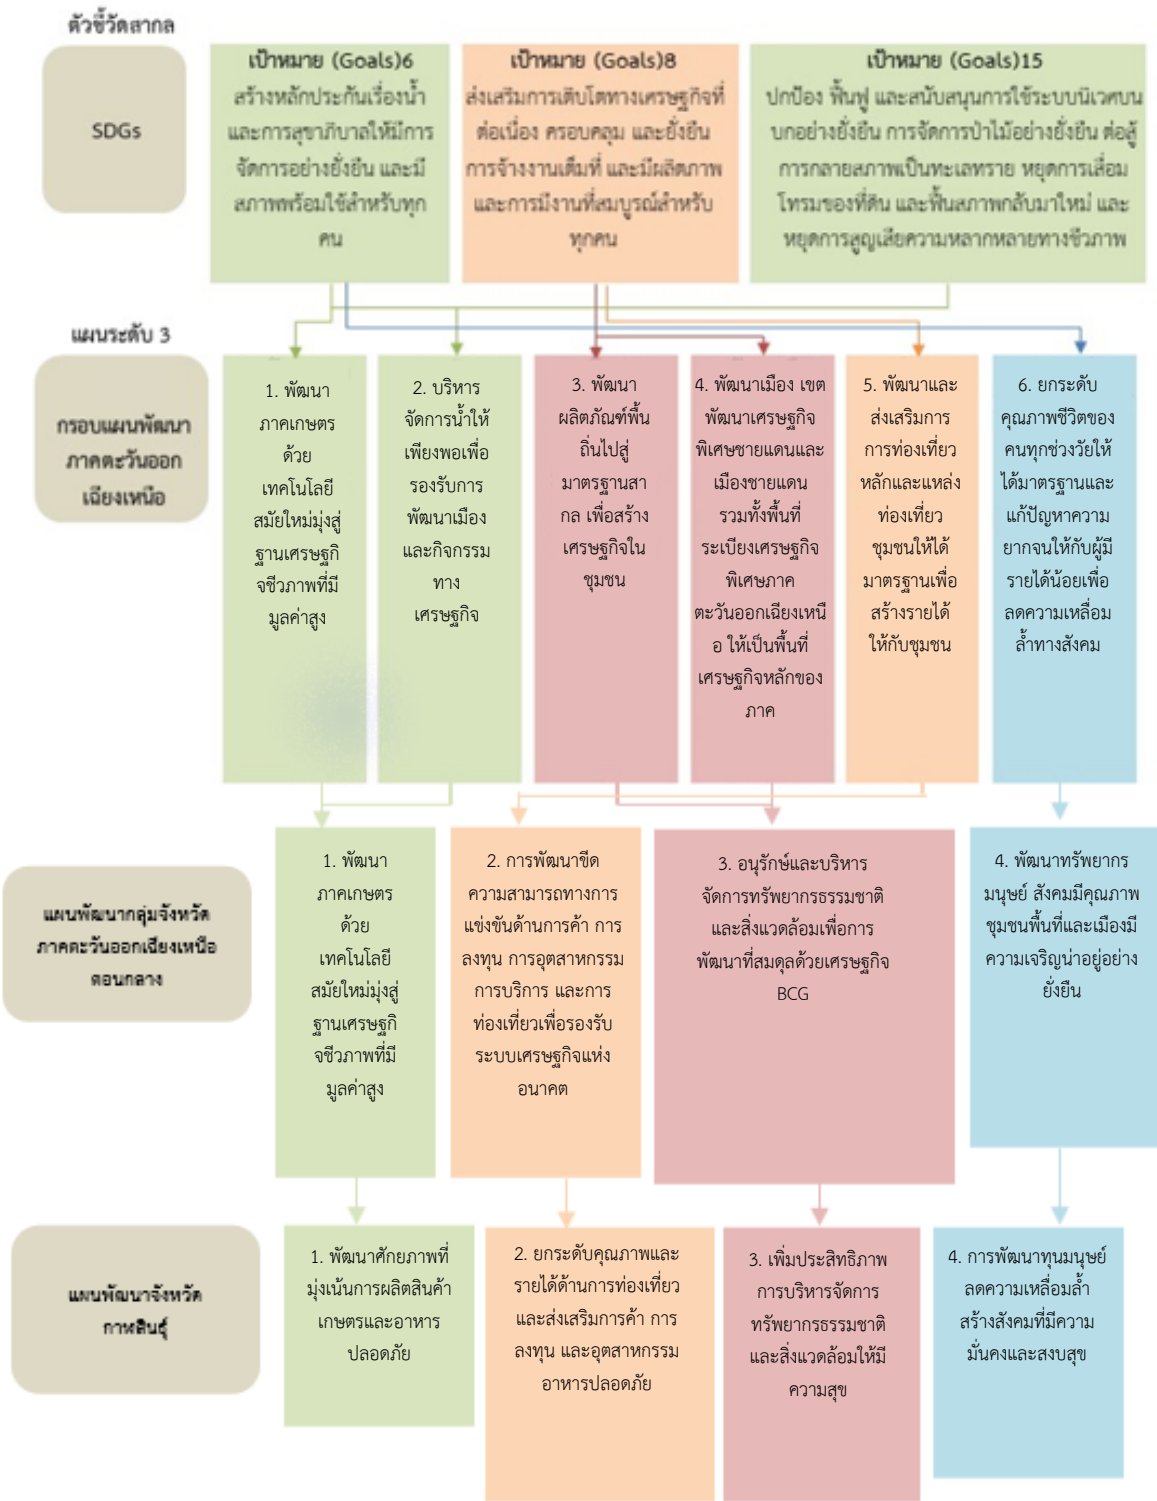 ตัวชี้วัดสากล
SDGs
เป้าหมาย (Goals)6
สร้างหลักประกันเรื่องน้ำ
และการสุขาภิบาลให้มีการ
จัดการอย่างยั่งยืน และมี
สภาพพร้อมใช้สำหรับทุก
คน
เป้าหมาย (Goals)8
ส่งเสริมการเติบโตทางเศรษฐกิจที่
ต่อเนื่อง ครอบคลุม และยั่งยืน
การจ้างงานเต็มที่ และมีผลิตภาพ
และการมีงานที่สมบูรณ์สำหรับ
ทุกคน
เป้าหมาย (Goals)15
ปกป้อง ฟื้นฟู และสนับสนุนการใช้ระบบนิเวศบน
บกอย่างยั่งยืน การจัดการป่าไม้อย่างยั่งยืน ต่อสู้
การกลายสภาพเป็นทะเลทราย หยุดการเสื่อม
โทรมของที่ดิน และฟื้นสภาพกลับมาใหม่ และ
หยุดการสูญเสียความหลากหลายทางชีวภาพ
แผนระดับ 3
กรอบแผนพัฒนา
ภาคตะวันออก
เฉียงเหนือ
1. พัฒนา
ภาคเกษตร
ด้วย
เทคโนโลยี
สมัยใหม่มุ่งสู่
ฐานเศรษฐกิ
จชีวภาพที่มี
มูลค่าสูง
2. บริหาร
จัดการน้ำให้
เพียงพอเพื่อ
รองรับการ
พัฒนาเมือง
และกิจกรรม
ทาง
เศรษฐกิจ
3. พัฒนา
ผลิตภัณฑ์พื้น
ถิ่นไปสู่
มาตรฐานสา
กล เพื่อสร้าง
เศรษฐกิจใน
ชุมชน
4. พัฒนาเมือง เขต
พัฒนาเศรษฐกิจ
พิเศษชายแดนและ
เมืองชายแดน
รวมทั้งพื้นที่
ระเบียงเศรษฐกิจ
พิเศษภาค
ตะวันออกเฉียงเหนื
อ ให้เป็นพื้นที่
เศรษฐกิจหลักของ
ภาค
5. พัฒนาและ
ส่งเสริมการ
การท่องเที่ยว
หลักและแหล่ง
ท่องเที่ยว
ชุมชนให้ได้
มาตรฐานเพื่อ
สร้างรายได้
ให้กับชุมชน
6. ยกระดับ
คุณภาพชีวิตของ
คนทุกช่วงวัยให้
ได้มาตรฐานและ
แก้ปัญหาความ
ยากจนให้กับผู้มี
รายได้น้อยเพื่อ
ลดความเหลื่อม
ล้ำทางสังคม
แผนพัฒนากลุ่มจังหวัด
ภาคตะวันออกเฉียงเหนือ
ตอนกลาง
1. พัฒนา
ภาคเกษตร
ด้วย
เทคโนโลยี
สมัยใหม่มุ่งสู่
ฐานเศรษฐกิ
จชีวภาพที่มี
มูลค่าสูง
2. การพัฒนาขีด
ความสามารถทางการ
แข่งขันด้านการค้า การ
ลงทุน การอุตสาหกรรม
การบริการ และการ
ท่องเที่ยวเพื่อรองรับ
ระบบเศรษฐกิจแห่ง
อนาคต
3. อนุรักษ์และบริหาร
จัดการทรัพยากรธรรมชาติ
และสิ่งแวดล้อมเพื่อการ
พัฒนาที่สมดุลด้วยเศรษฐกิจ
BCG
4. พัฒนาทรัพยากร
มนุษย์ สังคมมีคุณภาพ
ชุมชนพื้นที่และเมืองมี
ความเจริญน่าอยู่อย่าง
ยั่งยืน
แผนพัฒนาจังหวัด
กาฬสินธุ์
1. พัฒนาศักยภาพที่
มุ่งเน้นการผลิตสินค้า
เกษตรและอาหาร
ปลอดภัย
2. ยกระดับคุณภาพและ
รายได้ด้านการท่องเที่ยว
และส่งเสริมการค้า การ
ลงทุน และอุตสาหกรรม
อาหารปลอดภัย
3. เพิ่มประสิทธิภาพ
การบริหารจัดการ
ทรัพยากรธรรมชาติ
และสิ่งแวดล้อมให้มี
ความสุข
4. การพัฒนาทุนมนุษย์
ลดความเหลื่อมล้ำ
สร้างสังคมที่มีความ
มั่นคงและสงบสุข